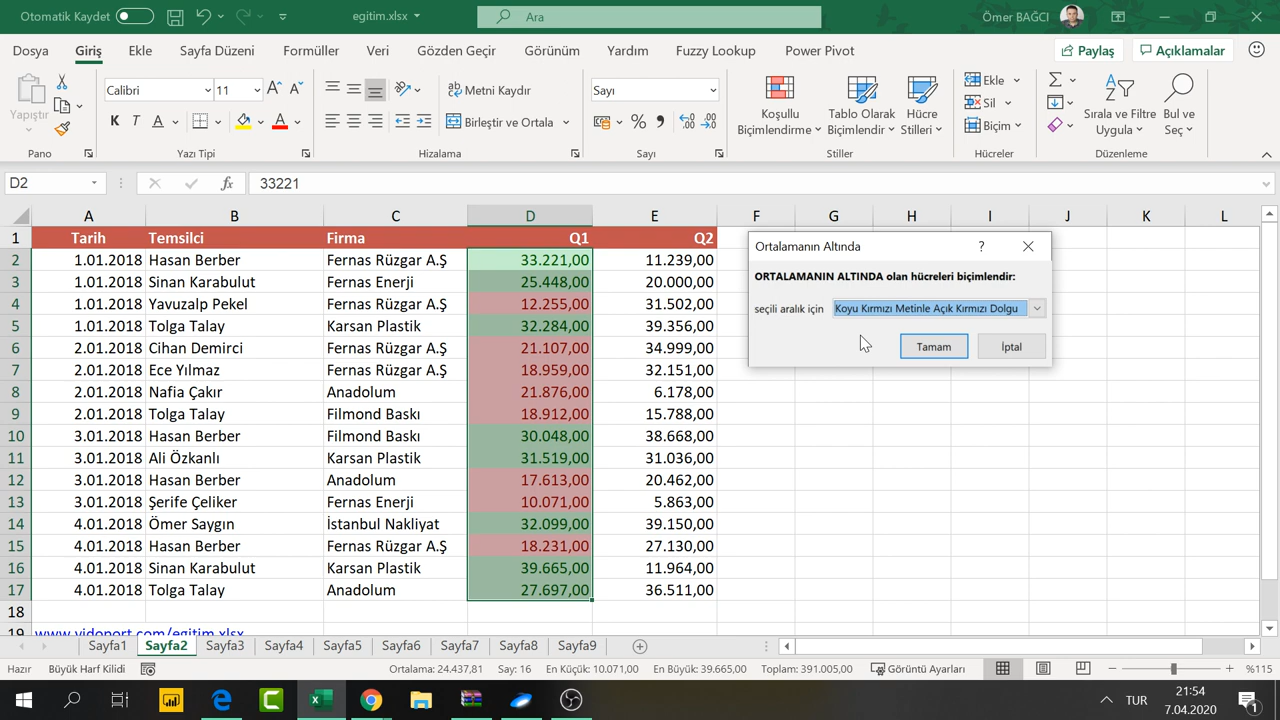 Otomatik Kaydet egitim.xlsx Ara Ömer BAĞCI
Dosya Giriş Ekle Sayfa Düzeni Formüller Veri Gözden Geçir Görünüm Yardım Fuzzy Lookup Power Pivot Paylaş Açıklamalar
Yapıştır
Pano
Calibri 11
K T A
Yazı Tipi
Metni Kaydır
Birleştir ve Ortala
Hizalama
Sayı
%
Sayı
Koşullu Biçimlendirme
Tablo Olarak Biçimlendir
Hücre Stilleri
Stiller
Ekle
Sil
Biçim
Hücreler
Sırala ve Filtre Uygula
Bul ve Seç
Düzenleme
D2 fx 33221
A B C D E F G H I J K L
1 Tarih Temsilci Firma Q1 Q2
2 1.01.2018 Hasan Berber Fernas Rüzgar A.Ş 33.221,00 11.239,00
3 1.01.2018 Sinan Karabulut Fernas Enerji 25.448,00 20.000,00
4 1.01.2018 Yavuzalp Pekel Fernas Rüzgar A.Ş 12.255,00 31.502,00
5 1.01.2018 Tolga Talay Karsan Plastik 32.284,00 39.356,00
6 2.01.2018 Cihan Demirci Fernas Rüzgar A.Ş 21.107,00 34.999,00
7 2.01.2018 Ece Yılmaz Fernas Rüzgar A.Ş 18.959,00 32.151,00
8 2.01.2018 Nafia Çakır Anadolum 21.876,00 6.178,00
9 2.01.2018 Tolga Talay Filmond Baskı 18.912,00 15.788,00
10 3.01.2018 Hasan Berber Filmond Baskı 30.048,00 38.668,00
11 3.01.2018 Ali Özkanlı Karsan Plastik 31.519,00 31.036,00
12 3.01.2018 Hasan Berber Anadolum 17.613,00 20.462,00
13 3.01.2018 Şerife Çeliker Fernas Enerji 10.071,00 5.863,00
14 4.01.2018 Ömer Saygın İstanbul Nakliyat 32.099,00 39.150,00
15 4.01.2018 Hasan Berber Fernas Rüzgar A.Ş 18.231,00 27.130,00
16 4.01.2018 Sinan Karabulut Karsan Plastik 39.665,00 11.964,00
17 4.01.2018 Tolga Talay Anadolum 27.697,00 36.511,00
18
19 www.vidoport.com/egitim.xlsx
Ortalamanın Altında ?
ORTALAMANIN ALTINDA olan hücreleri biçimlendir:
seçili aralık için Koyu Kırmızı Metinle Açık Kırmızı Dolgu
Tamam İptal
Sayfa1 Sayfa2 Sayfa3 Sayfa4 Sayfa5 Sayfa6 Sayfa7 Sayfa8 Sayfa9
Hazır Büyük Harf Kilidi Ortalama: 24.437,81 Say: 16 En Küçük: 10.071,00 En Büyük: 39.665,00 Toplam: 391.005,00 Görüntü Ayarları %115
TUR 21:54
7.04.2020
1